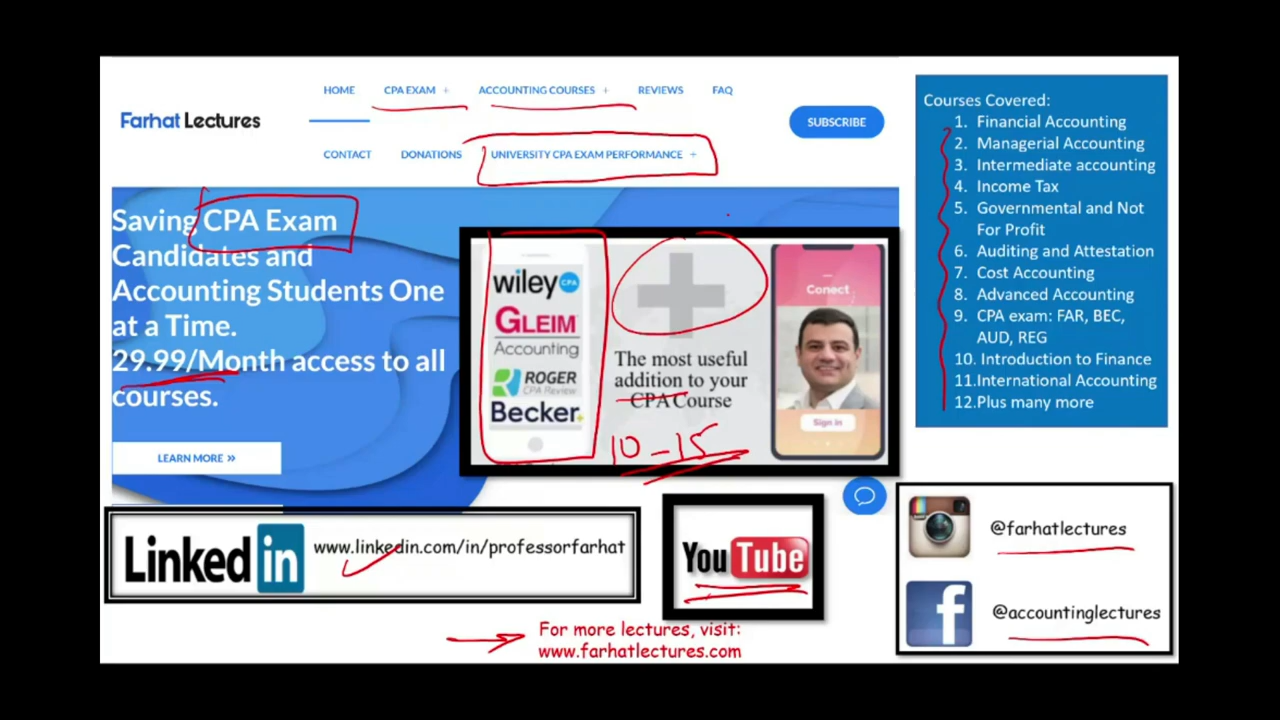 Farhat Lectures
HOME
CPA EXAM +
ACCOUNTING COURSES +
REVIEWS
FAQ
SUBSCRIBE
CONTACT
DONATIONS
UNIVERSITY CPA EXAM PERFORMANCE +
Saving CPA Exam
Candidates and
Accounting Students One
at a Time.
29.99/Month access to all
courses.
LEARN MORE »
wiley CPA
GLEIM
Accounting
ROGER
CPA Review
Becker
The most useful
addition to your
CPA Course
10-15
Conect
Sign in
Courses Covered:
1. Financial Accounting
2. Managerial Accounting
3. Intermediate accounting
4. Income Tax
5. Governmental and Not
For Profit
6. Auditing and Attestation
7. Cost Accounting
8. Advanced Accounting
9. CPA exam: FAR, BEC,
AUD, REG
10. Introduction to Finance
11.International Accounting
12.Plus many more
Linked in
www.linkedin.com/in/professorfarhat
You Tube
@farhatlectures
f
@accountinglectures
For more lectures, visit:
www.farhatlectures.com